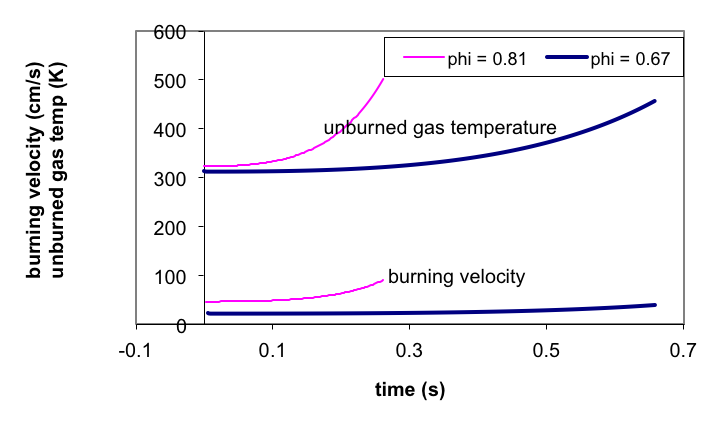 burning velocity (cm/s)
unburned gas temp (K)
600
500
400
300
200
100
0
phi = 0.81
phi = 0.67
unburned gas temperature
burning velocity
-0.1
0.1
0.3
0.5
0.7
time (s)